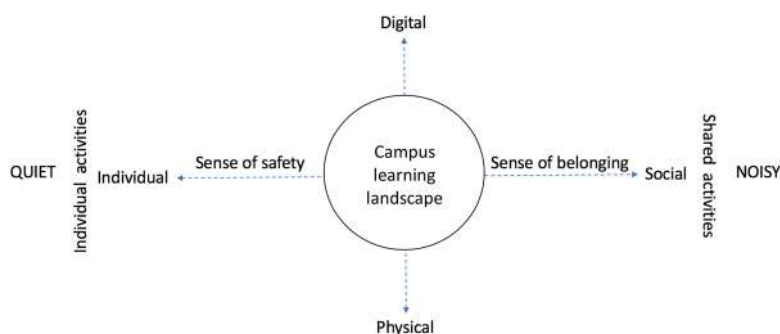 Digital
QUIET
Individual activities
Individual
Sense of safety
Campus
learning
landscape
Sense of belonging
Social
Shared activities
NOISY
Physical